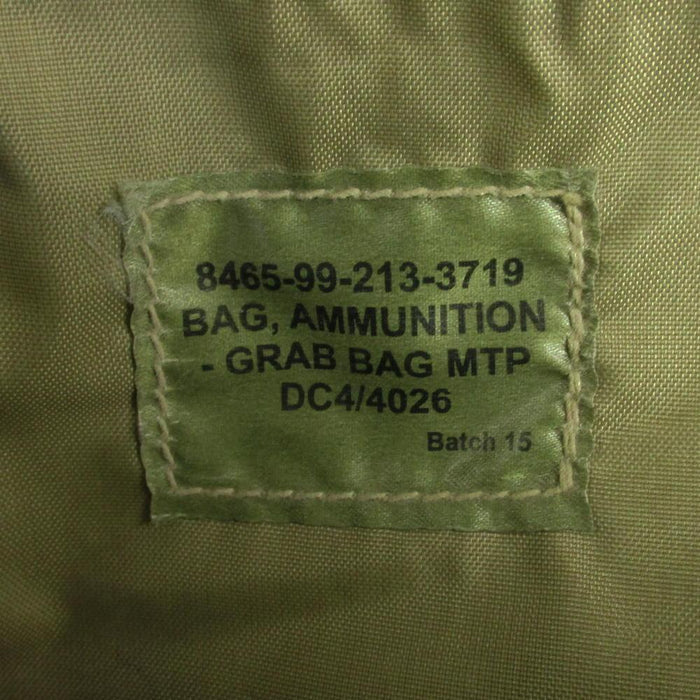 8465-99-213-3719
BAG, AMMUNITION
- GRAB BAG MTP
DC4/4026
Batch 15